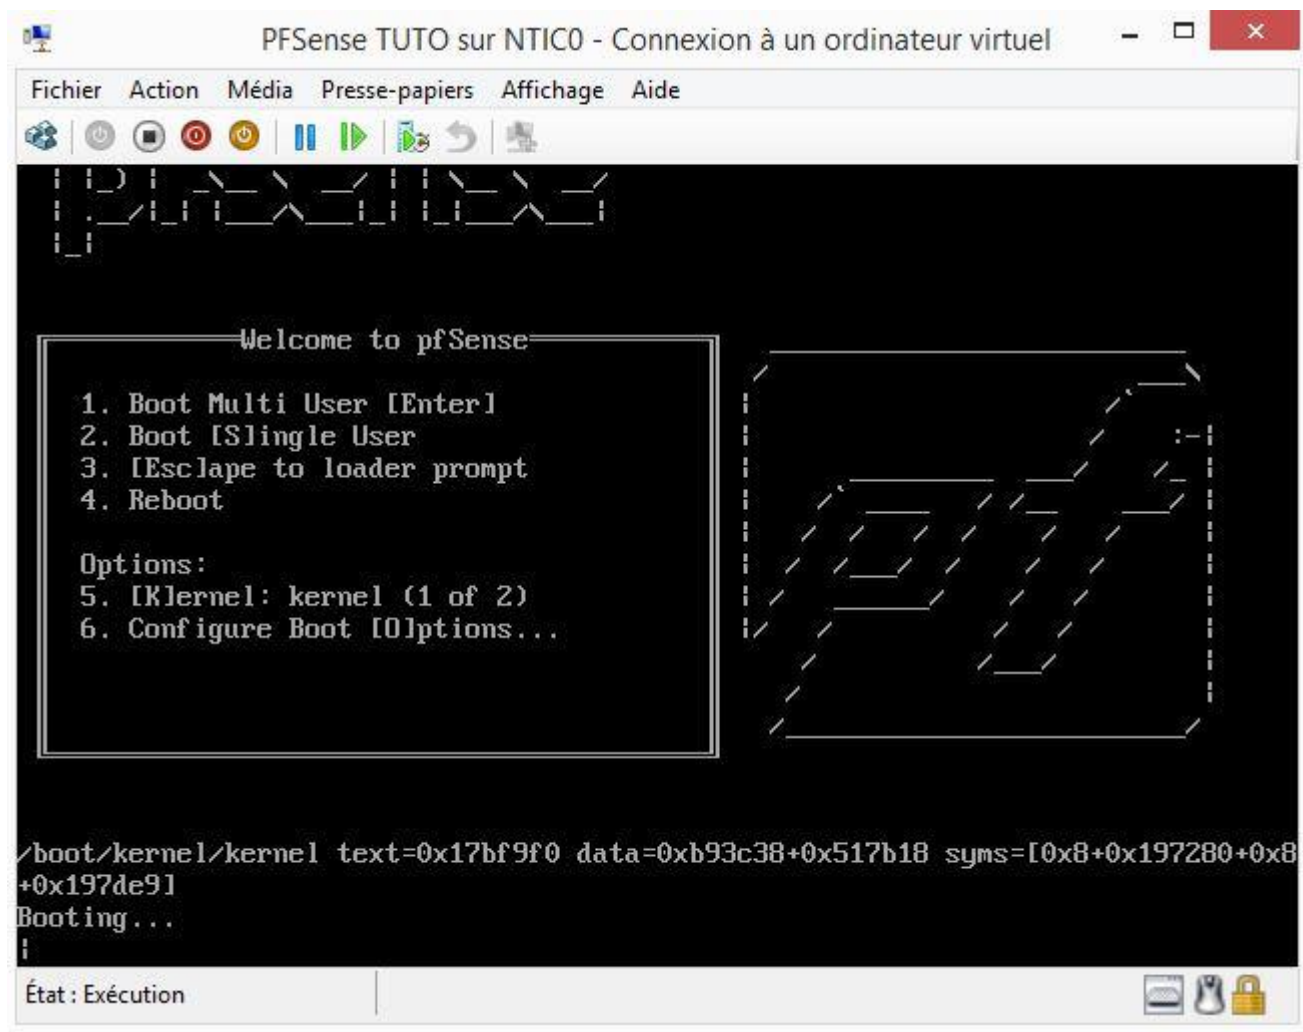 PFSense TUTO sur NTIC0 - Connexion à un ordinateur virtuel
Fichier Action Média Presse-papiers Affichage Aide
Welcome to pfSense
1. Boot Multi User [Enter]
2. Boot [S]ingle User
3. [Esc]ape to loader prompt
4. Reboot
Options:
5. [K]ernel: kernel (1 of 2)
6. Configure Boot [O]ptions...
/boot/kernel/kernel text=0x17bf9f0 data=0xb93c38+0x517b18 syms=[0x8+0x197280+0x8
+0x197de9]
Booting...
État : Exécution